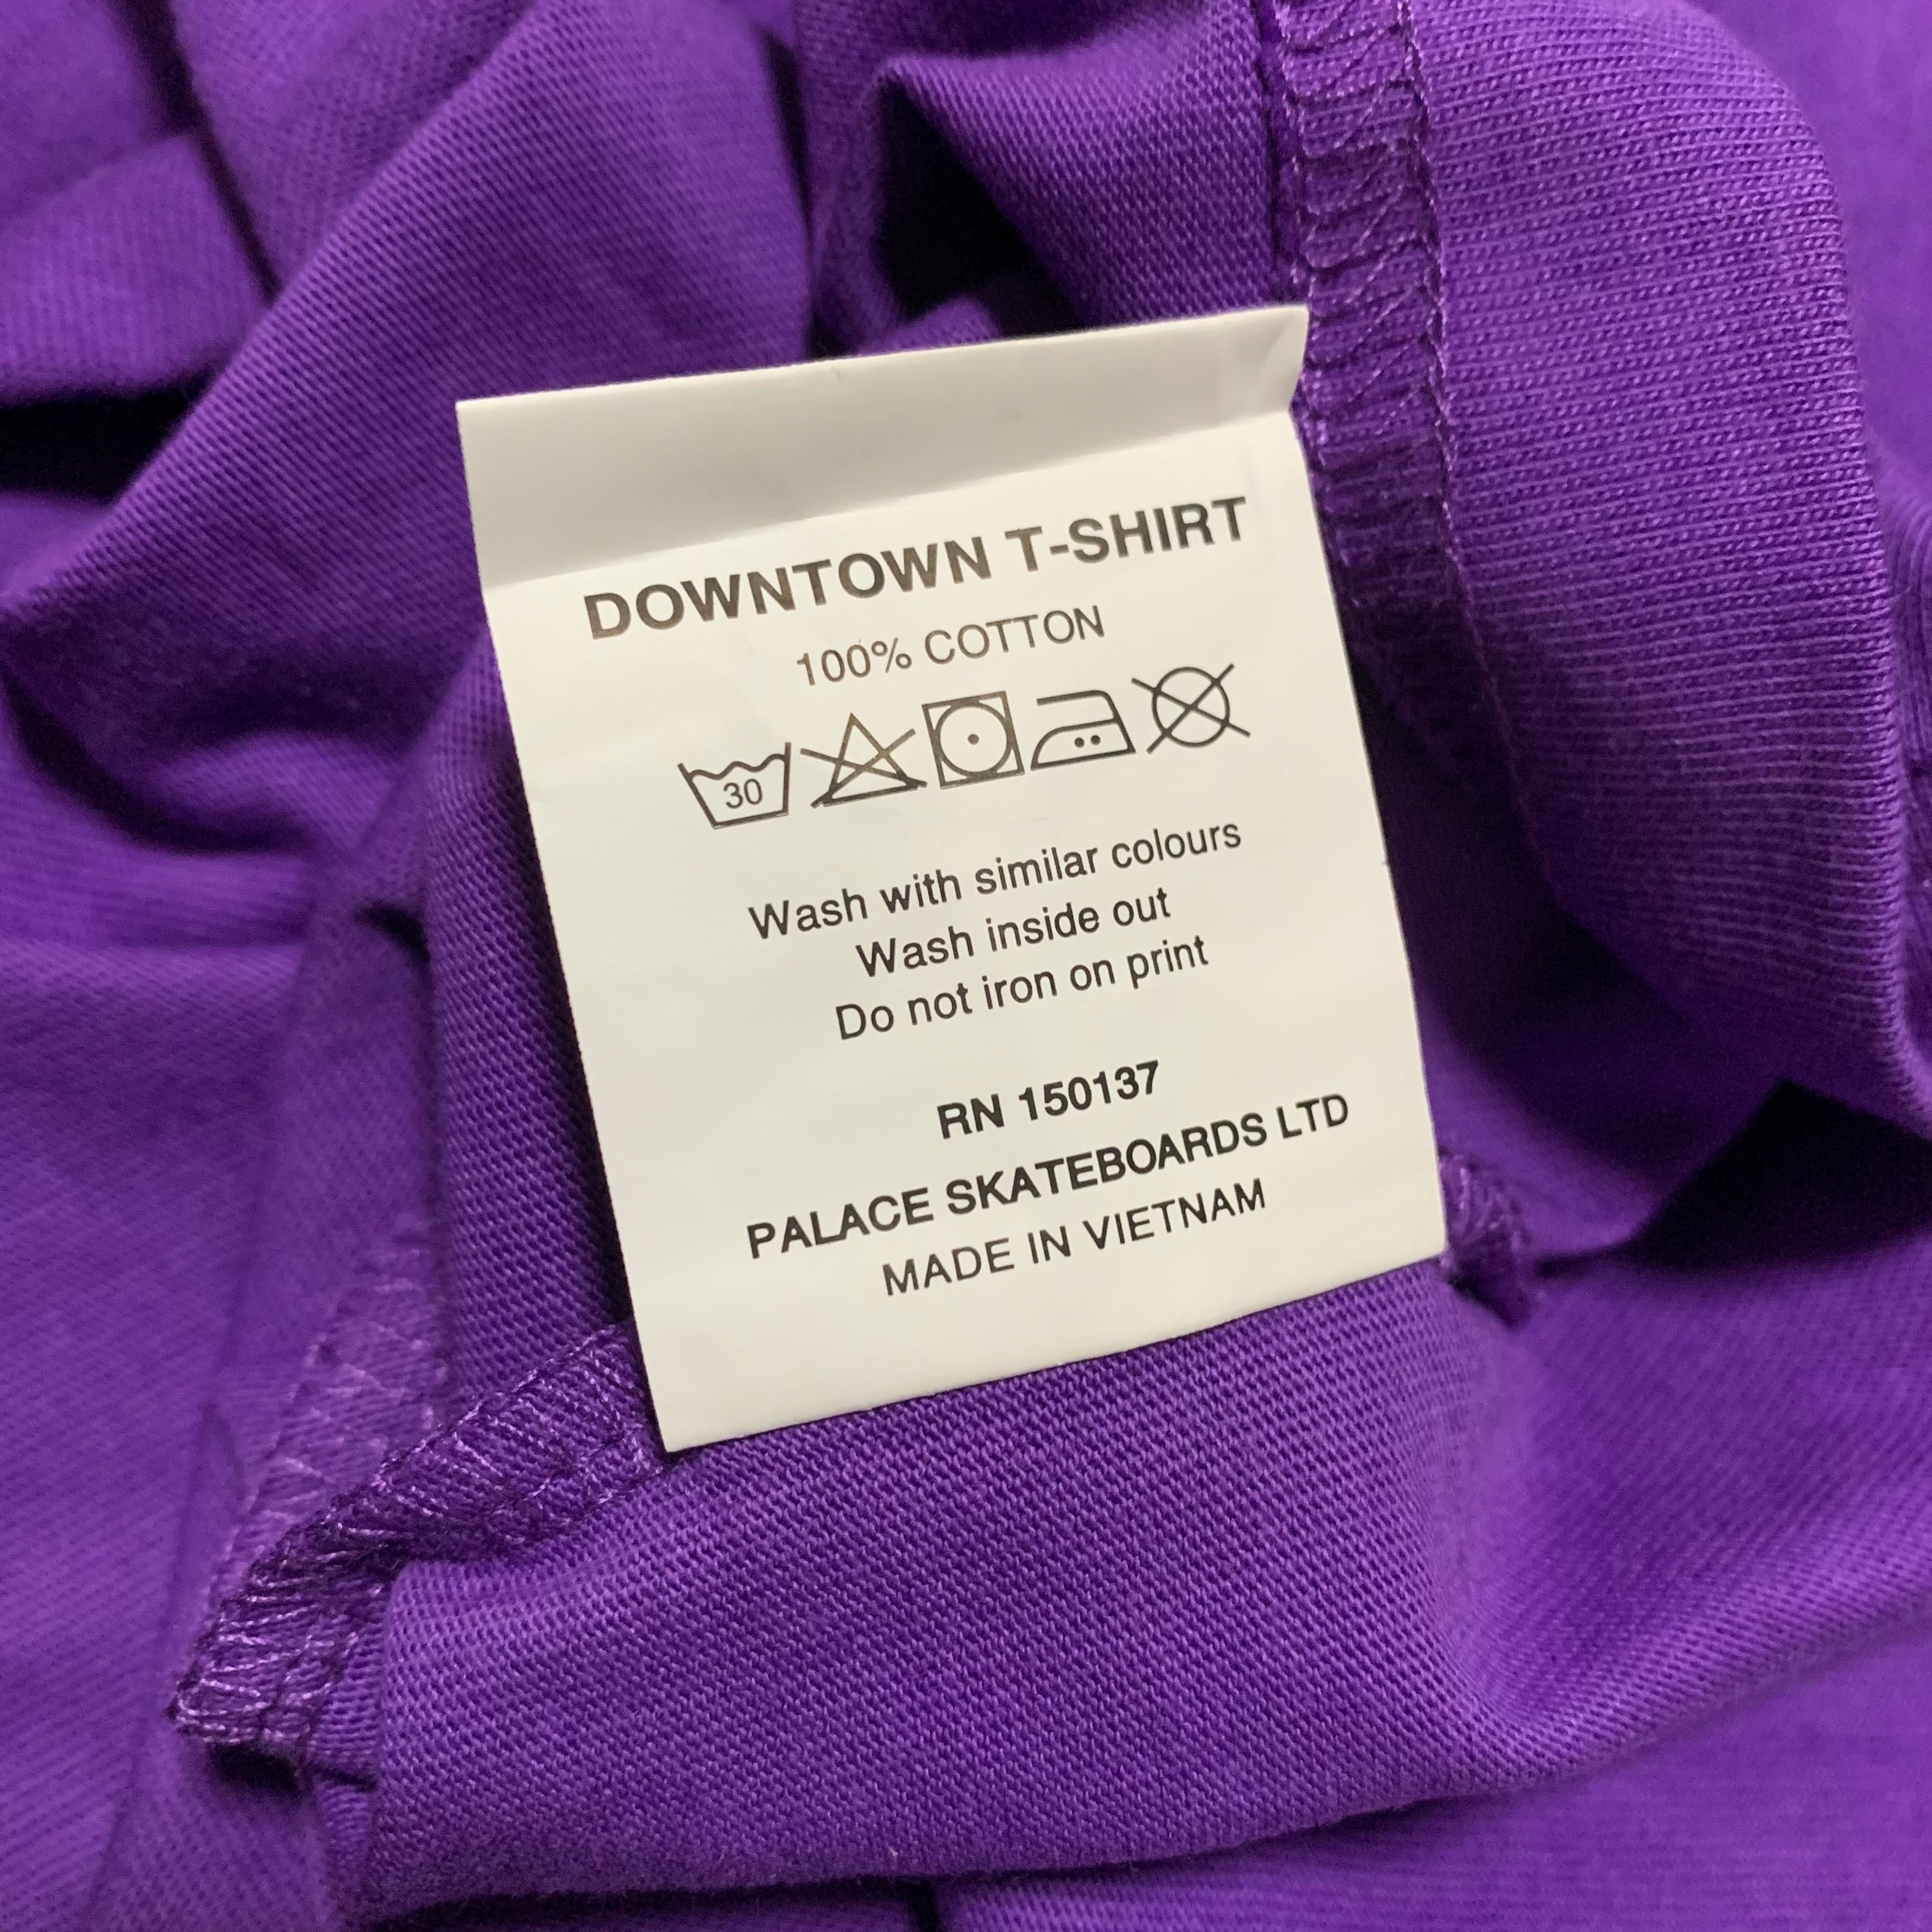 DOWNTOWN T-SHIRT
100% COTTON
30
Wash with similar colours
Wash inside out
Do not iron on print
RN 150137
PALACE SKATEBOARDS LTD
MADE IN VIETNAM